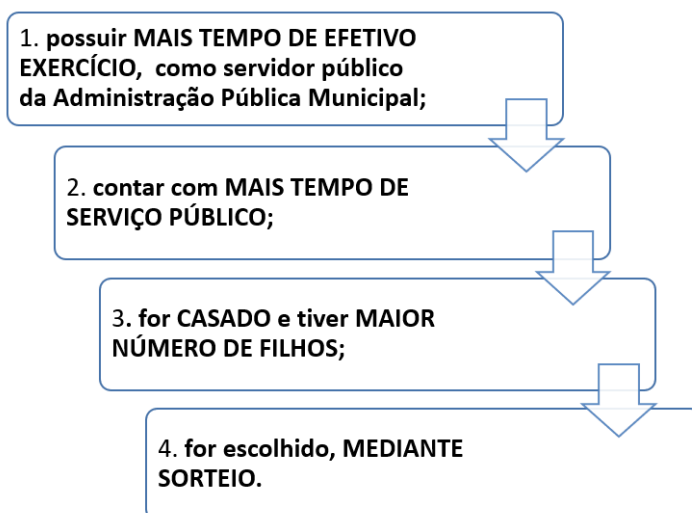 1. possuir MAIS TEMPO DE EFETIVO
EXERCÍCIO, como servidor público
da Administração Pública Municipal;
2. contar com MAIS TEMPO DE
SERVIÇO PÚBLICO;
3. for CASADO e tiver MAIOR
NÚMERO DE FILHOS;
4. for escolhido, MEDIANTE
SORTEIO.